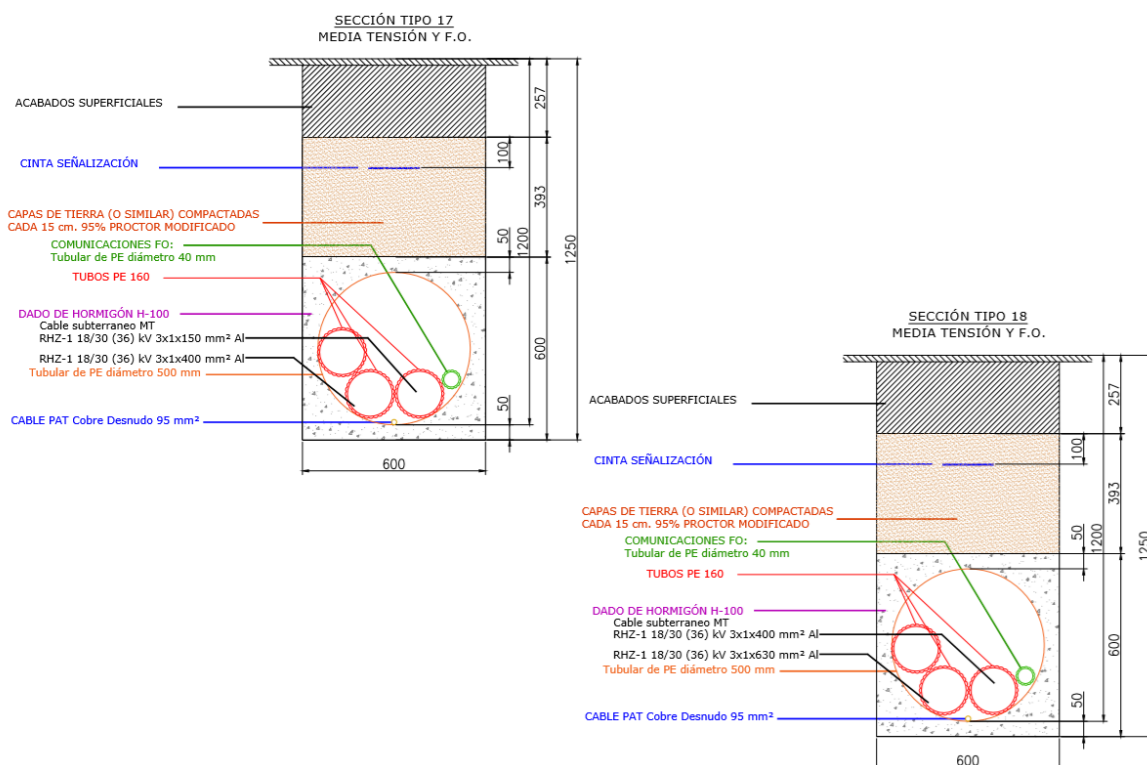 SECCIÓN TIPO 17
MEDIA TENSIÓN Y F.O.
ACABADOS SUPERFICIALES
CINTA SEÑALIZACIÓN
CAPAS DE TIERRA (O SIMILAR) COMPACTADAS
CADA 15 cm. 95% PROCTOR MODIFICADO
COMUNICACIONES FO:
Tubular de PE diámetro 40 mm
TUBOS PE 160
DADO DE HORMIGÓN H-100
Cable subterraneo MT
RHZ-1 18/30 (36) kV 3x1x150 mm² Al
RHZ-1 18/30 (36) kV 3x1x400 mm² Al
Tubular de PE diámetro 500 mm
CABLE PAT Cobre Desnudo 95 mm²
257
100
393
50
1200
1250
600
50
600
SECCIÓN TIPO 18
MEDIA TENSIÓN Y F.O.
ACABADOS SUPERFICIALES
CINTA SEÑALIZACIÓN
CAPAS DE TIERRA (O SIMILAR) COMPACTADAS
CADA 15 cm. 95% PROCTOR MODIFICADO
COMUNICACIONES FO:
Tubular de PE diámetro 40 mm
TUBOS PE 160
DADO DE HORMIGÓN H-100
Cable subterraneo MT
RHZ-1 18/30 (36) kV 3x1x400 mm² Al
RHZ-1 18/30 (36) kV 3x1x630 mm² Al
Tubular de PE diámetro 500 mm
CABLE PAT Cobre Desnudo 95 mm²
257
100
393
50
1200
1250
600
50
600